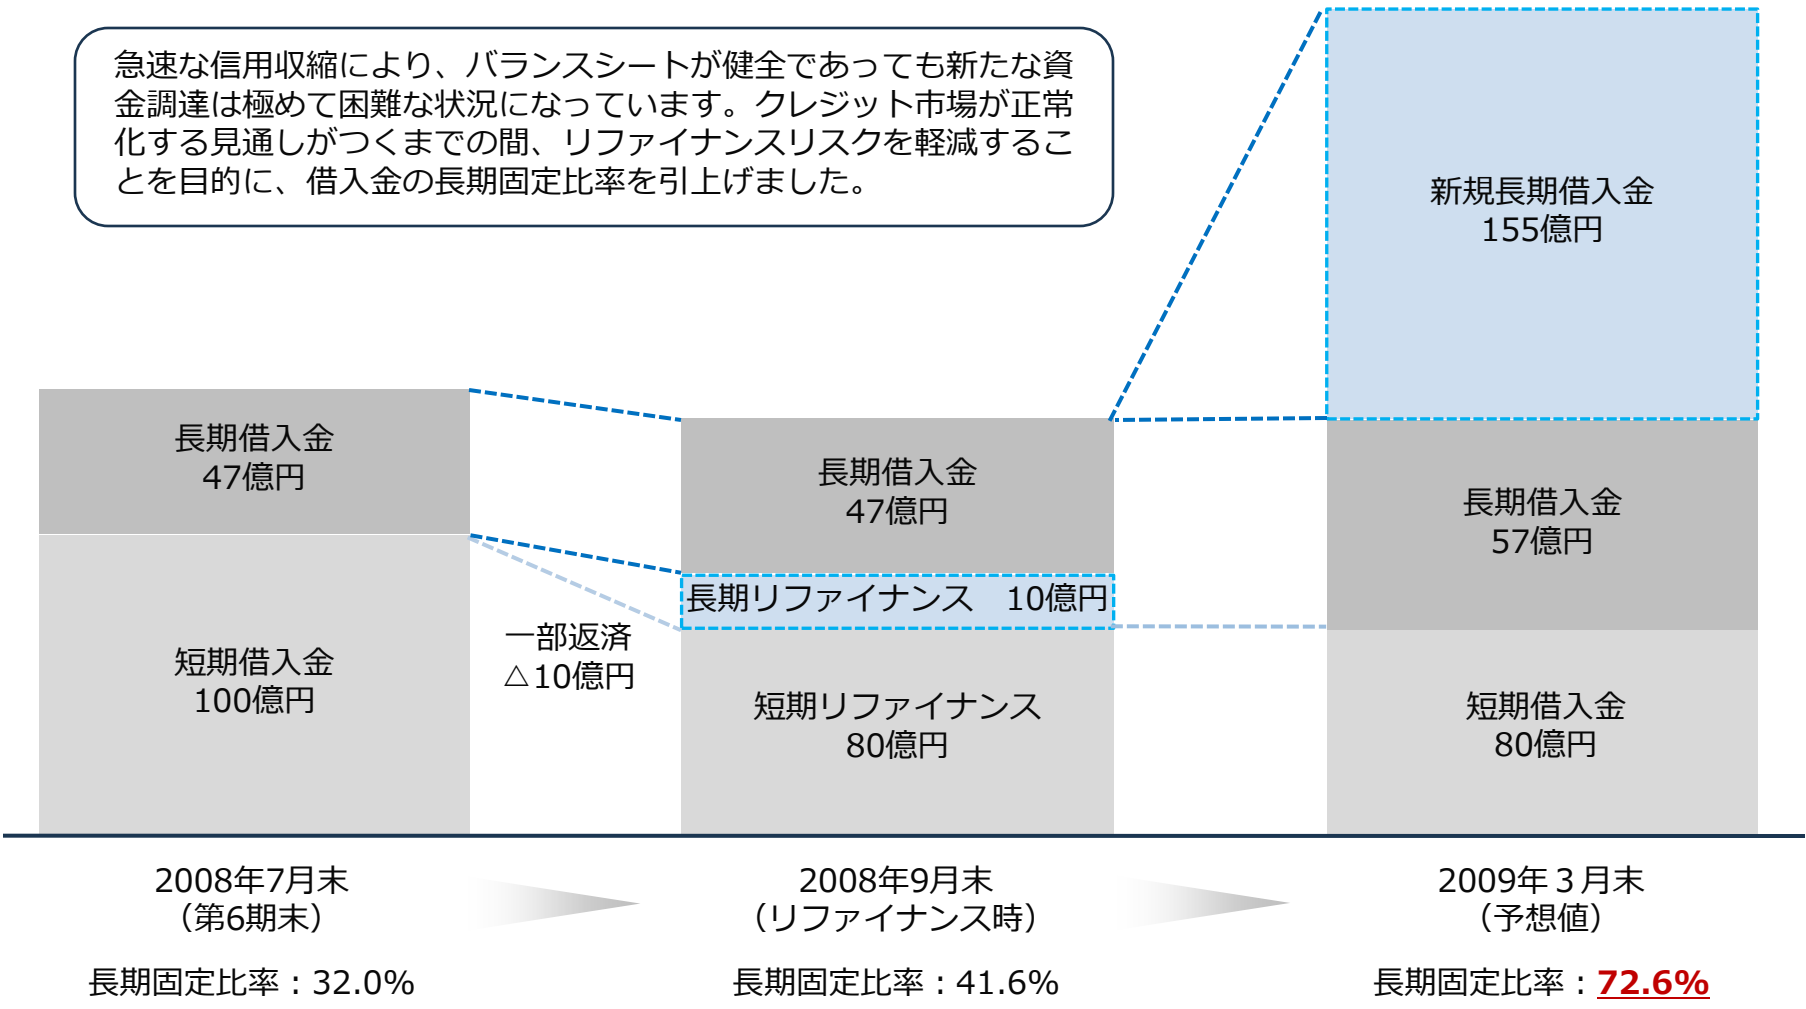 急速な信用収縮により、バランスシートが健全であっても新たな資
金調達は極めて困難な状況になっています。クレジット市場が正常
化する見通しがつくまでの間、リファイナンスリスクを軽減するこ
とを目的に、借入金の長期固定比率を引上げました。
長期借入金
47億円
短期借入金
100億円
一部返済
△10億円
長期借入金
47億円
長期リファイナンス　10億円
短期リファイナンス
80億円
新規長期借入金
155億円
長期借入金
57億円
短期借入金
80億円
2008年7月末
（第6期末）
長期固定比率：32.0%
2008年9月末
（リファイナンス時）
長期固定比率：41.6%
2009年３月末
（予想値）
長期固定比率：72.6%